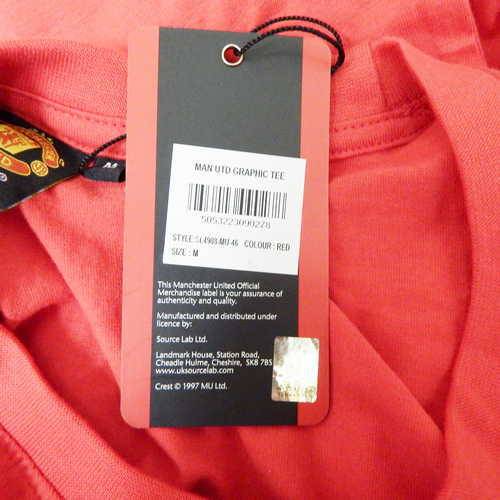 MAN UTD GRAPHIC TEE
5053223090278
STYLE:SL4908-MU-46 COLOUR : RED
SIZE : M
This Manchester United Official
Merchandise label is your assurance of
authenticity and quality.
Manufactured and distributed under
licence by:
Source Lab Ltd.
Landmark House, Station Road,
Cheadle Hulme, Cheshire, SK8 7BS
www.uksourcelab.com
Crest © 1997 MU Ltd.
M